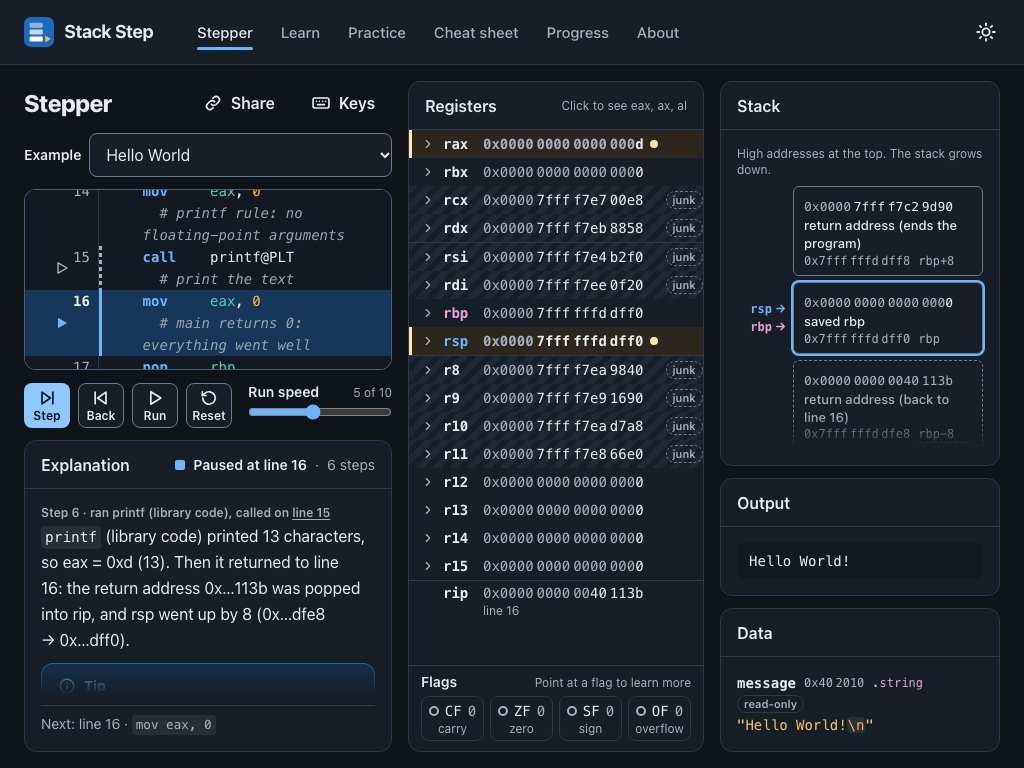 Stack Step
Stepper
Learn
Practice
Cheat sheet
Progress
About
Stepper
Share
Keys
Example
Hello World
14 mov eax, 0
# printf rule: no
floating-point arguments
15 call printf@PLT
# print the text
16 mov eax, 0
# main returns 0:
everything went well
17 pop rbp
Step
Back
Run
Reset
Run speed
5 of 10
Explanation
Paused at line 16 · 6 steps
Step 6 · ran printf (library code), called on line 15
printf (library code) printed 13 characters,
so eax = 0xd (13). Then it returned to line
16: the return address 0x…113b was popped
into rip, and rsp went up by 8 (0x…dfe8
→ 0x…dff0).
Tip
Next: line 16 · mov eax, 0
Registers
Click to see eax, ax, al
rax 0x0000 0000 0000 000d
rbx 0x0000 0000 0000 0000
rcx 0x0000 7fff f7e7 00e8 junk
rdx 0x0000 7fff f7eb 8858 junk
rsi 0x0000 7fff f7e4 b2f0 junk
rdi 0x0000 7fff f7ee 0f20 junk
rbp 0x0000 7fff fffd dff0
rsp 0x0000 7fff fffd dff0
r8 0x0000 7fff f7ea 9840 junk
r9 0x0000 7fff f7e9 1690 junk
r10 0x0000 7fff f7ea d7a8 junk
r11 0x0000 7fff f7e8 66e0 junk
r12 0x0000 0000 0000 0000
r13 0x0000 0000 0000 0000
r14 0x0000 0000 0000 0000
r15 0x0000 0000 0000 0000
rip 0x0000 0000 0040 113b
line 16
Flags
Point at a flag to learn more
CF 0
carry
ZF 0
zero
SF 0
sign
OF 0
overflow
Stack
High addresses at the top. The stack grows
down.
0x0000 7fff f7c2 9d90
return address (ends the
program)
0x7fff fffd dff8 rbp+8
rsp →
rbp →
0x0000 0000 0000 0000
saved rbp
0x7fff fffd dff0 rbp
0x0000 0000 0040 113b
return address (back to
line 16)
0x7fff fffd dfe8 rbp−8
Output
Hello World!
Data
message 0x40 2010 .string
read-only
"Hello World!\n"